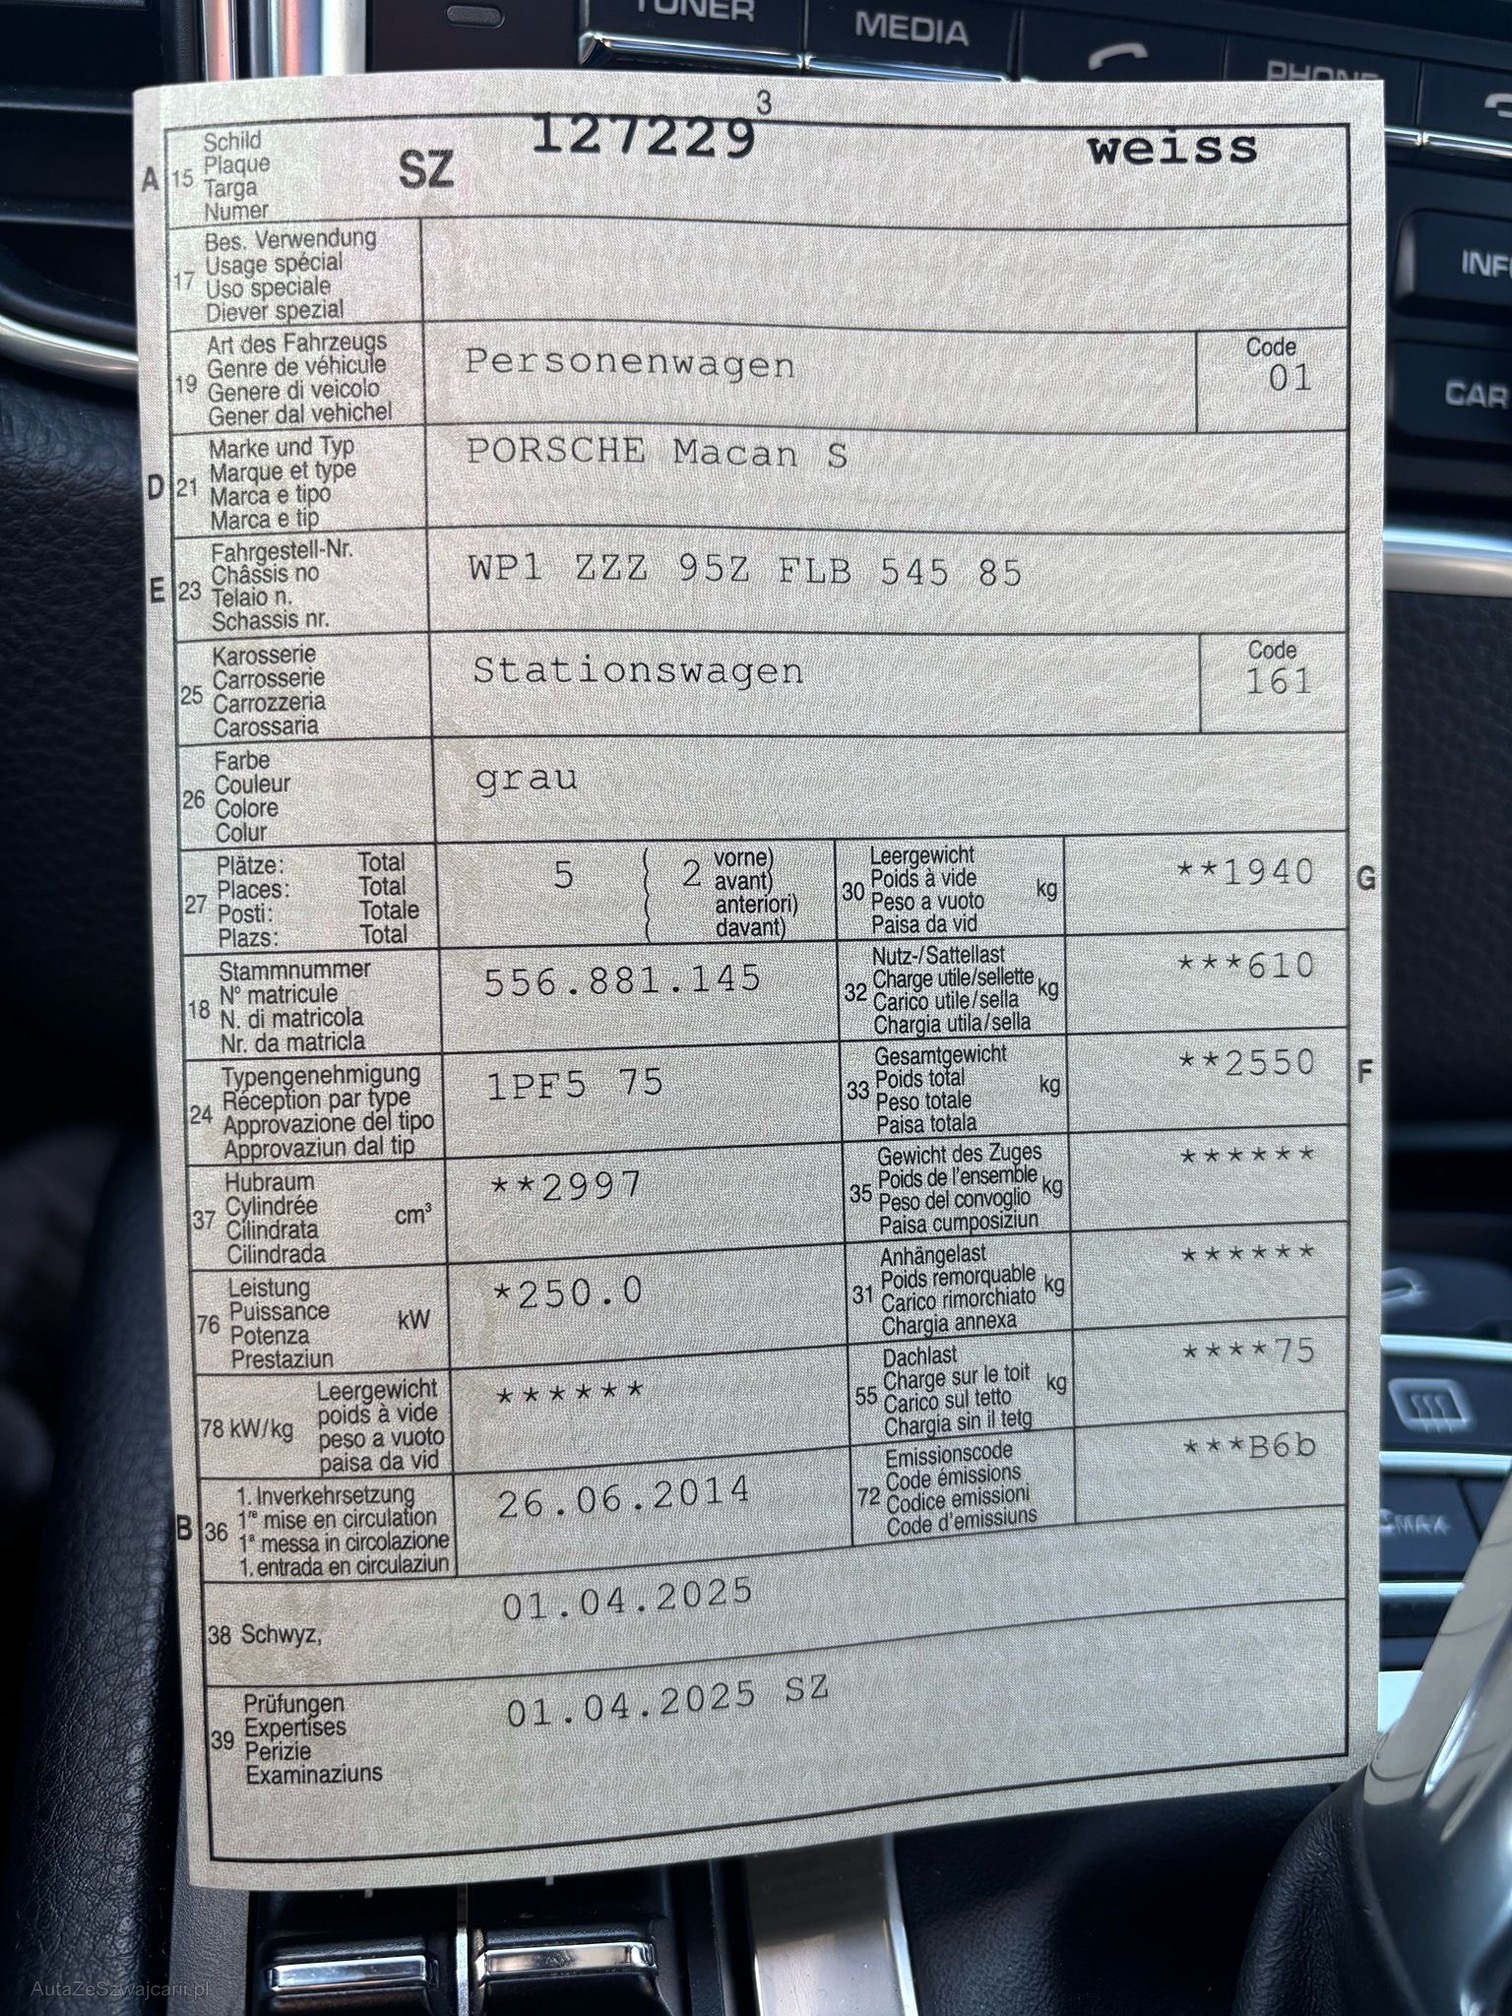 TUNER
MEDIA
PHONE
INF
CAR
3
A 15 Schild
Plaque
Targa
Numer
SZ 127229 weiss
17 Bes. Verwendung
Usage spécial
Uso speciale
Diever spezial
19 Art des Fahrzeugs
Genre de véhicule
Genere di veicolo
Gener dal vehichel
Personenwagen
Code
01
D 21 Marke und Typ
Marque et type
Marca e tipo
Marca e tip
PORSCHE Macan S
E 23 Fahrgestell-Nr.
Châssis no
Telaio n.
Schassis nr.
WP1 ZZZ 95Z FLB 545 85
25 Karosserie
Carrosserie
Carrozzeria
Carossaria
Stationswagen
Code
161
26 Farbe
Couleur
Colore
Colur
grau
27 Plätze: Total
Places: Total
Posti: Totale
Plazs: Total
5 ( 2 vorne)
( avant)
( anteriori)
( davant)
30 Leergewicht
Poids à vide
Peso a vuoto
Paisa da vid
kg
**1940
G
18 Stammnummer
N° matricule
N. di matricola
Nr. da matricla
556.881.145
32 Nutz-/Sattellast
Charge utile/sellette
Carico utile/sella
Chargia utila/sella
kg
***610
24 Typengenehmigung
Réception par type
Approvazione del tipo
Approvaziun dal tip
1PF5 75
33 Gesamtgewicht
Poids total
Peso totale
Paisa totala
kg
**2550
F
37 Hubraum
Cylindrée
Cilindrata
Cilindrada
cm³
**2997
35 Gewicht des Zuges
Poids de l'ensemble
Peso del convoglio
Paisa cumposiziun
kg
******
76 Leistung
Puissance
Potenza
Prestaziun
kW
*250.0
31 Anhängelast
Poids remorquable
Carico rimorchiato
Chargia annexa
kg
******
78 kW/kg
Leergewicht
poids à vide
peso a vuoto
paisa da vid
******
55 Dachlast
Charge sur le toit
Carico sul tetto
Chargia sin il tetg
kg
****75
B 36 1. Inverkehrsetzung
1re mise en circulation
1a messa in circolazione
1. entrada en circulaziun
26.06.2014
72 Emissionscode
Code émissions
Codice emissioni
Code d'emissiuns
***B6b
38 Schwyz, 01.04.2025
39 Prüfungen
Expertises
Perizie
Examinaziuns
01.04.2025 SZ
MAX
AutaZeSzwajcarii.pl